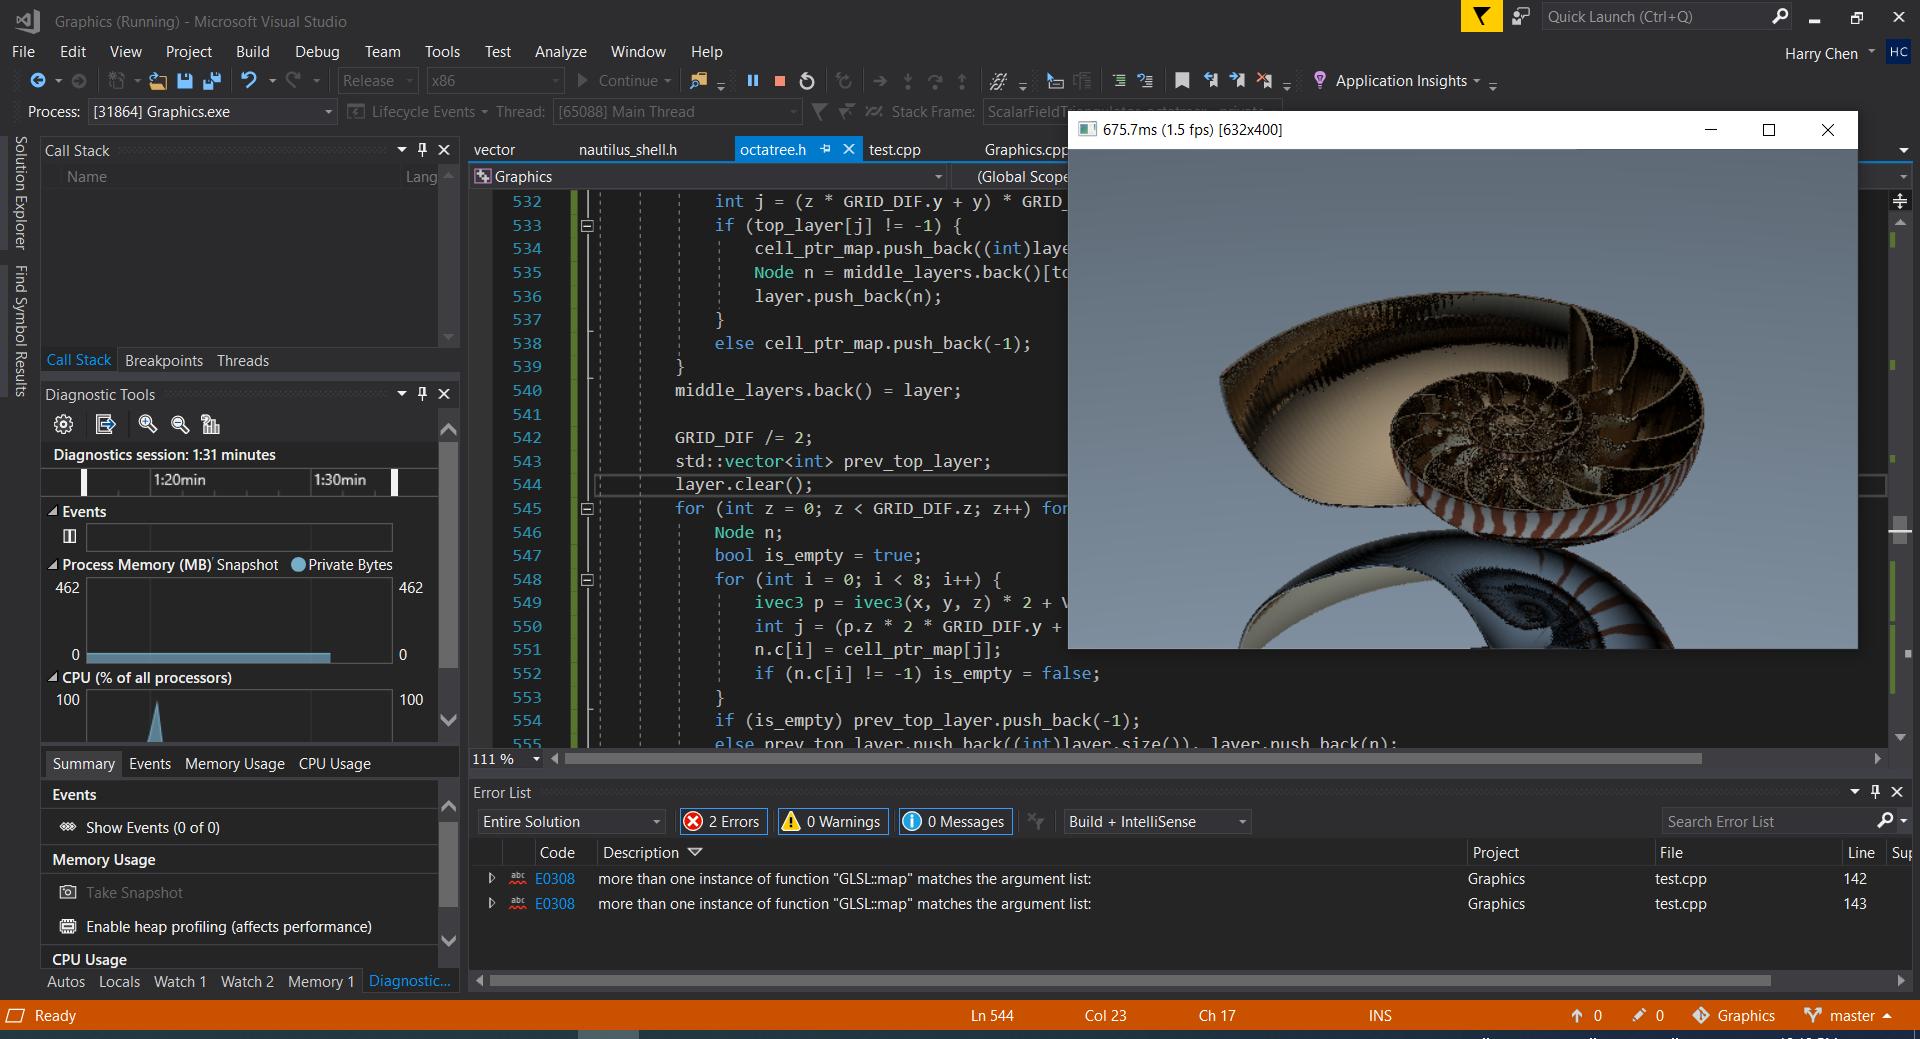 Graphics (Running) - Microsoft Visual Studio
Quick Launch (Ctrl+Q)
File Edit View Project Build Debug Team Tools Test Analyze Window Help
Harry Chen HC
Release x86 Continue Application Insights
Process: [31864] Graphics.exe Lifecycle Events Thread: [65088] Main Thread Stack Frame:
675.7ms (1.5 fps) [632x400]
Solution Explorer
Find Symbol Results
Call Stack
Name Lang
Call Stack Breakpoints Threads
vector nautilus_shell.h octatree.h test.cpp Graphics.cpp
Graphics (Global Scope
532 int j = (z * GRID_DIF.y + y) * GRID_
533 if (top_layer[j] != -1) {
534 cell_ptr_map.push_back((int)laye
535 Node n = middle_layers.back()[to
536 layer.push_back(n);
537 }
538 else cell_ptr_map.push_back(-1);
539 }
540 middle_layers.back() = layer;
541
542 GRID_DIF /= 2;
543 std::vector<int> prev_top_layer;
544 layer.clear();
545 for (int z = 0; z < GRID_DIF.z; z++) for
546 Node n;
547 bool is_empty = true;
548 for (int i = 0; i < 8; i++) {
549 ivec3 p = ivec3(x, y, z) * 2 + V
550 int j = (p.z * 2 * GRID_DIF.y +
551 n.c[i] = cell_ptr_map[j];
552 if (n.c[i] != -1) is_empty = false;
553 }
554 if (is_empty) prev_top_layer.push_back(-1);
555 else prev_top_layer.push_back((int)layer.size()), layer.push_back(n);
111 %
Diagnostic Tools
Diagnostics session: 1:31 minutes
1:20min 1:30min
Events
Process Memory (MB) Snapshot Private Bytes
462 462
0 0
CPU (% of all processors)
100 100
Summary Events Memory Usage CPU Usage
Events
Show Events (0 of 0)
Memory Usage
Take Snapshot
Enable heap profiling (affects performance)
CPU Usage
Autos Locals Watch 1 Watch 2 Memory 1 Diagnostic...
Error List
Entire Solution 2 Errors 0 Warnings 0 Messages Build + IntelliSense Search Error List
Code Description Project File Line Sup
abc E0308 more than one instance of function "GLSL::map" matches the argument list: Graphics test.cpp 142
abc E0308 more than one instance of function "GLSL::map" matches the argument list: Graphics test.cpp 143
Ready Ln 544 Col 23 Ch 17 INS 0 0 Graphics master